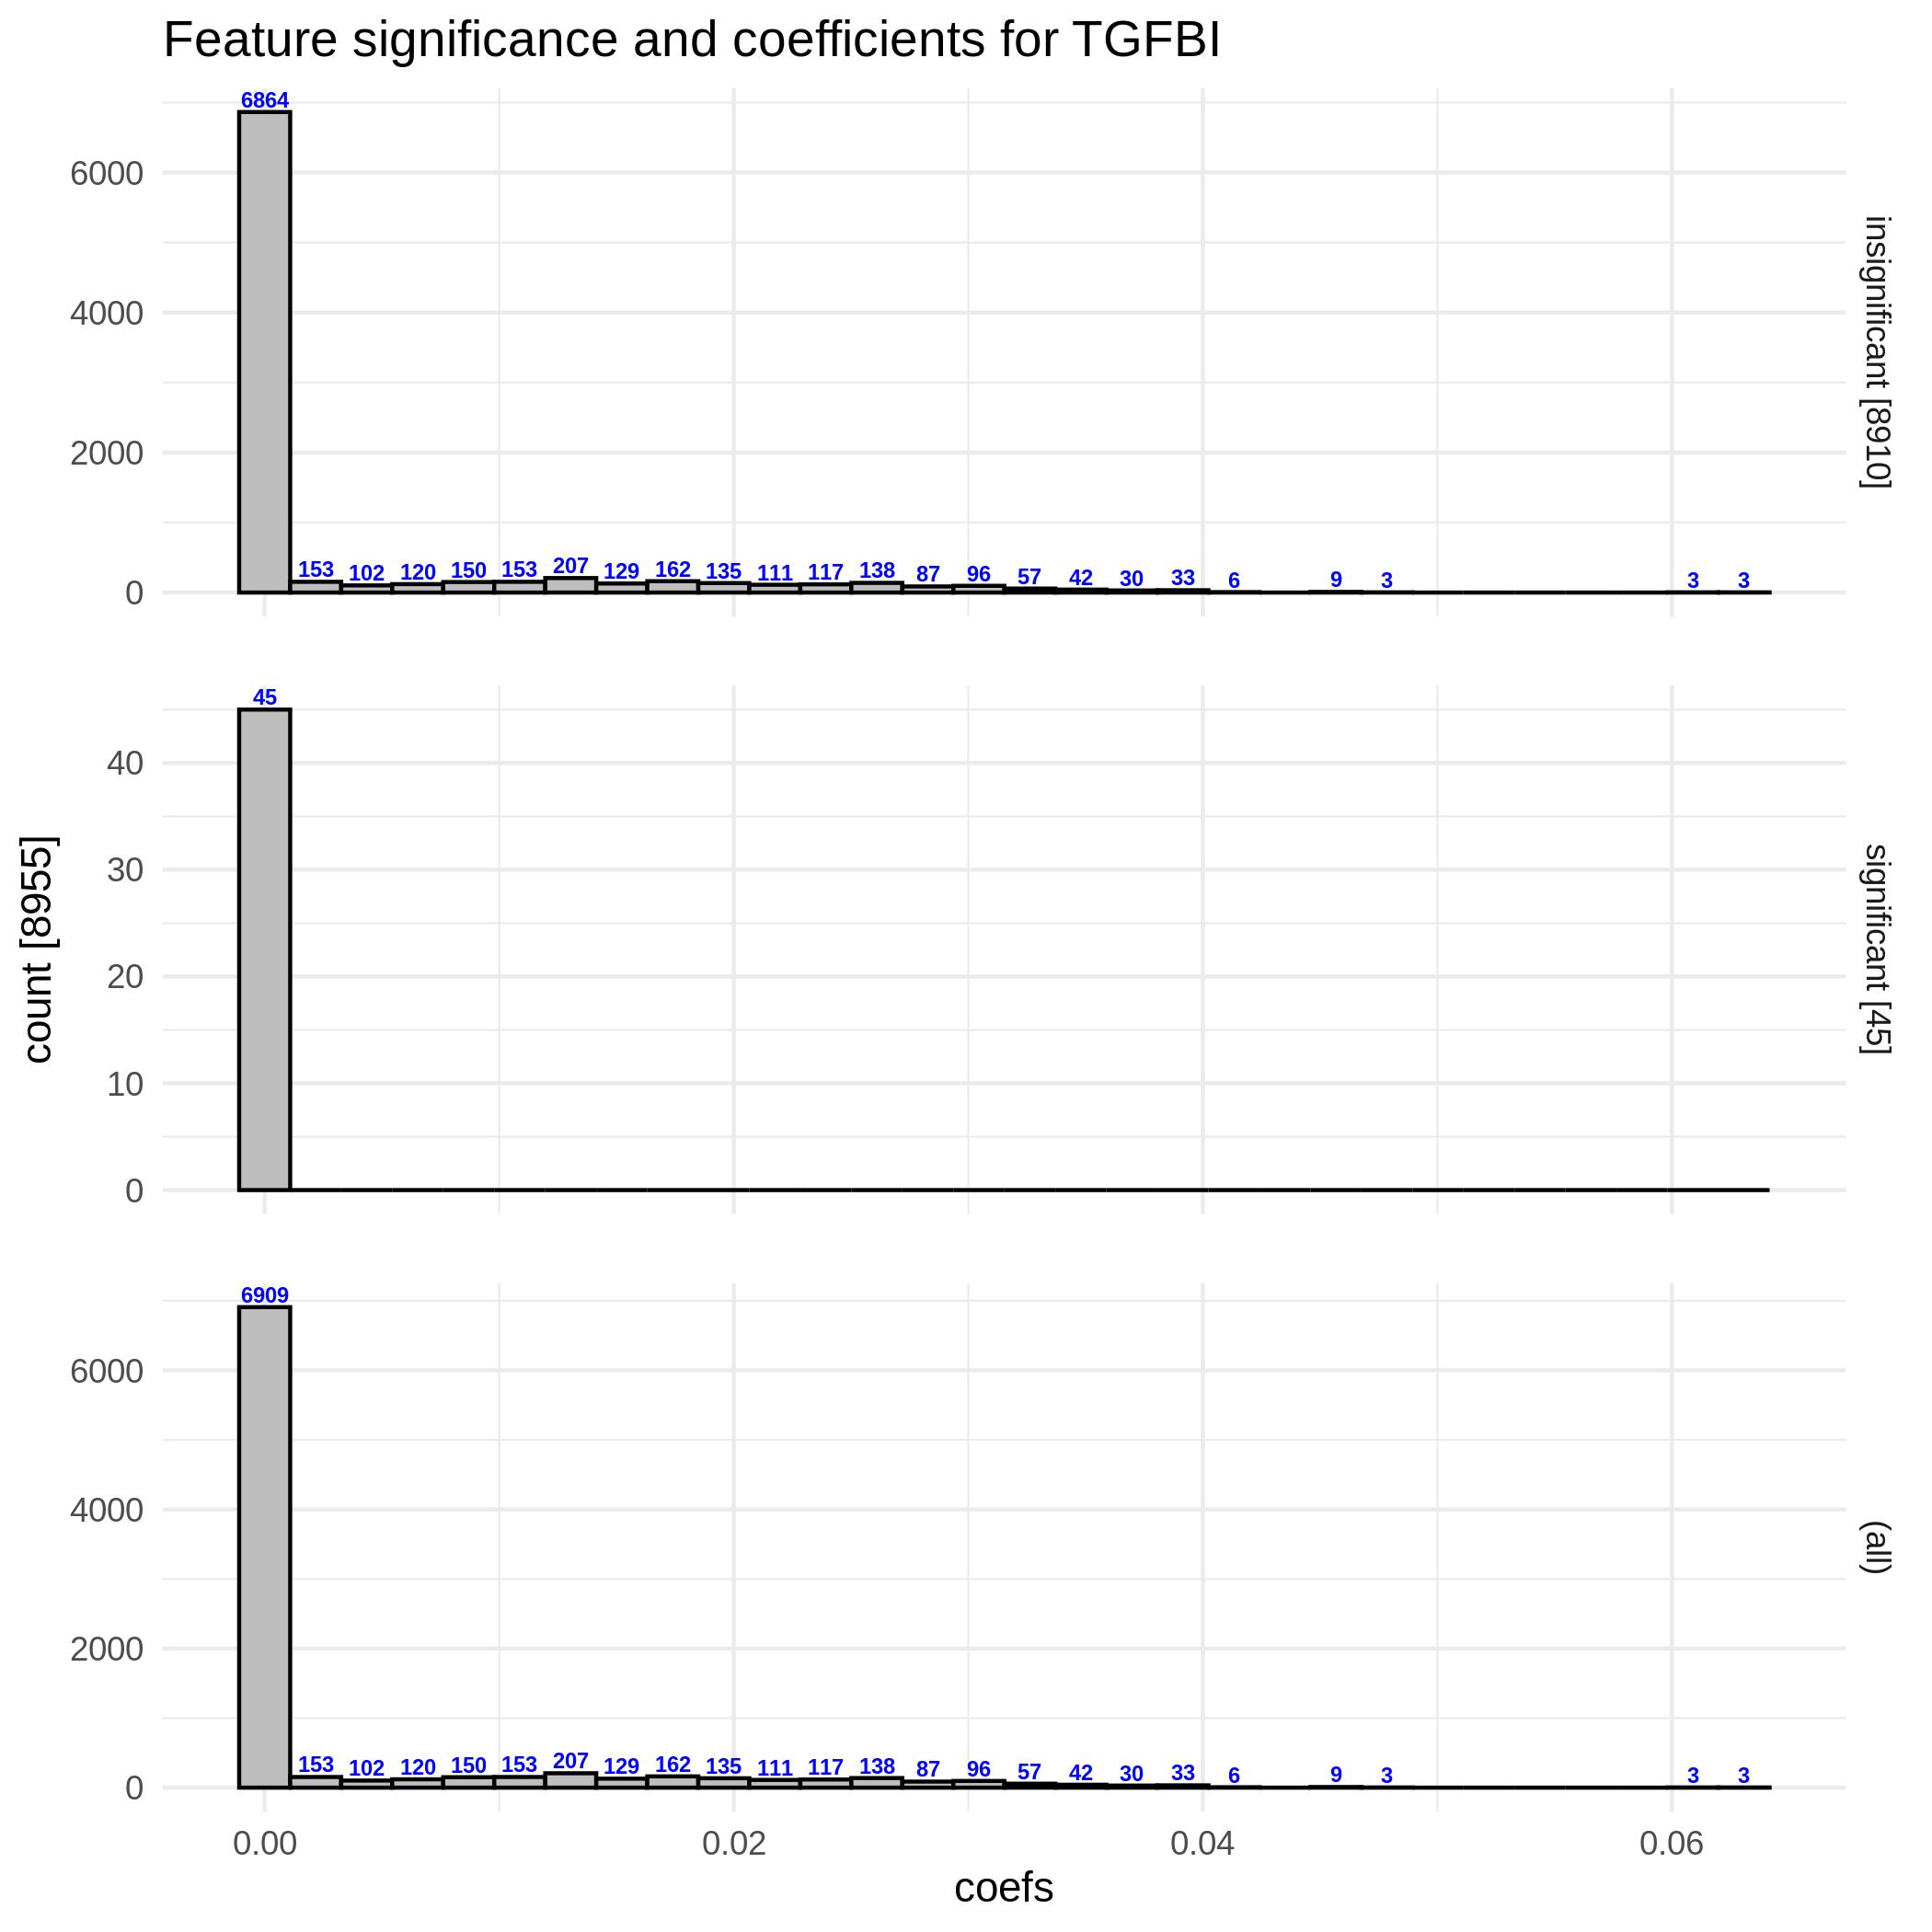 Feature significance and coefficients for TGFBI
6864
6000
4000
2000
0
153 102 120 150 153 207 129 162 135 111 117 138 87 96 57 42 30 33 6 9 3 3 3
insignificant [8910]
45
40
30
20
10
0
significant [45]
count [8955]
6909
6000
4000
2000
0
153 102 120 150 153 207 129 162 135 111 117 138 87 96 57 42 30 33 6 9 3 3 3
(all)
0.00 0.02 0.04 0.06
coefs